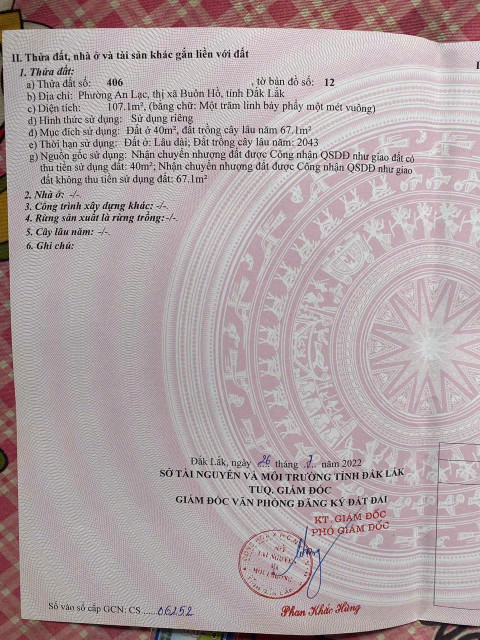 II. Thửa đất, nhà ở và tài sản khác gắn liền với đất
1. Thửa đất:
a) Thửa đất số: 406 , tờ bản đồ số: 12
b) Địa chỉ: Phường An Lạc, thị xã Buôn Hồ, tỉnh Đắk Lắk
c) Diện tích: 107.1m², (bằng chữ: Một trăm linh bảy phẩy một mét vuông)
d) Hình thức sử dụng: Sử dụng riêng
đ) Mục đích sử dụng: Đất ở 40m², đất trồng cây lâu năm 67.1m²
e) Thời hạn sử dụng: Đất ở: Lâu dài; Đất trồng cây lâu năm: 2043
g) Nguồn gốc sử dụng: Nhận chuyển nhượng đất được Công nhận QSDĐ như giao đất có
thu tiền sử dụng đất: 40m²; Nhận chuyển nhượng đất được Công nhận QSDĐ như giao
đất không thu tiền sử dụng đất: 67.1m²
2. Nhà ở: -/-
3. Công trình xây dựng khác: -/-
4. Rừng sản xuất là rừng trồng:-/-
5. Cây lâu năm: -/-
6. Ghi chú:
Đắk Lắk, ngày 26 tháng 7 năm 2022
SỞ TÀI NGUYÊN VÀ MÔI TRƯỜNG TỈNH ĐẮK LẮK
TUQ. GIÁM ĐỐC
GIÁM ĐỐC VĂN PHÒNG ĐĂNG KÝ ĐẤT ĐAI
KT. GIÁM ĐỐC
PHÓ GIÁM ĐỐC
SỞ
TÀI NGUYÊN
VÀ
MÔI TRƯỜNG
Phan Khắc Hùng
Số vào sổ cấp GCN: CS ......06252